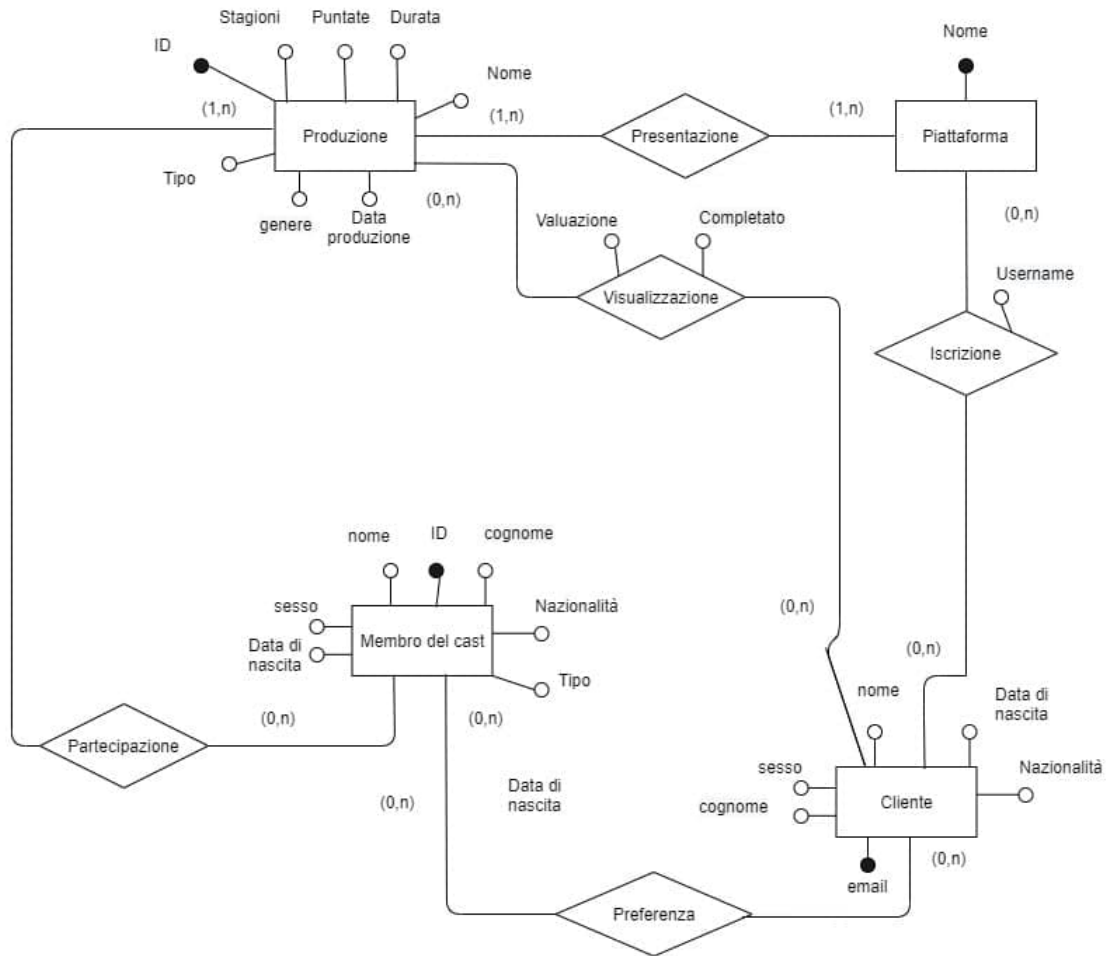 Stagioni
Puntate
Durata
ID
Nome
Nome
(1,n)
Produzione
(1,n)
Presentazione
(1,n)
Piattaforma
Tipo
genere
Data
produzione
(0,n)
(0,n)
Valuazione
Completato
Visualizzazione
Username
Iscrizione
nome
ID
cognome
sesso
Nazionalità
Data di
nascita
Membro del cast
Tipo
(0,n)
(0,n)
(0,n)
(0,n)
Partecipazione
(0,n)
Data di
nascita
nome
Data di
nascita
sesso
Nazionalità
cognome
Cliente
(0,n)
email
Preferenza